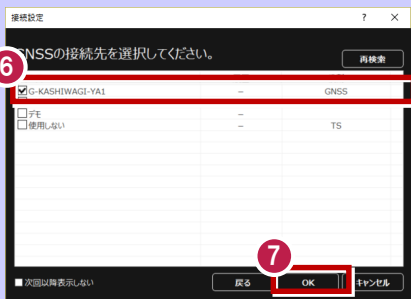 接続設定 ? ×
GNSSの接続先を選択してください。
再検索
6
G-KASHIWAGI-YA1 – GNSS
デモ –
使用しない – TS
7
次回以降表示しない 戻る OK キャンセル